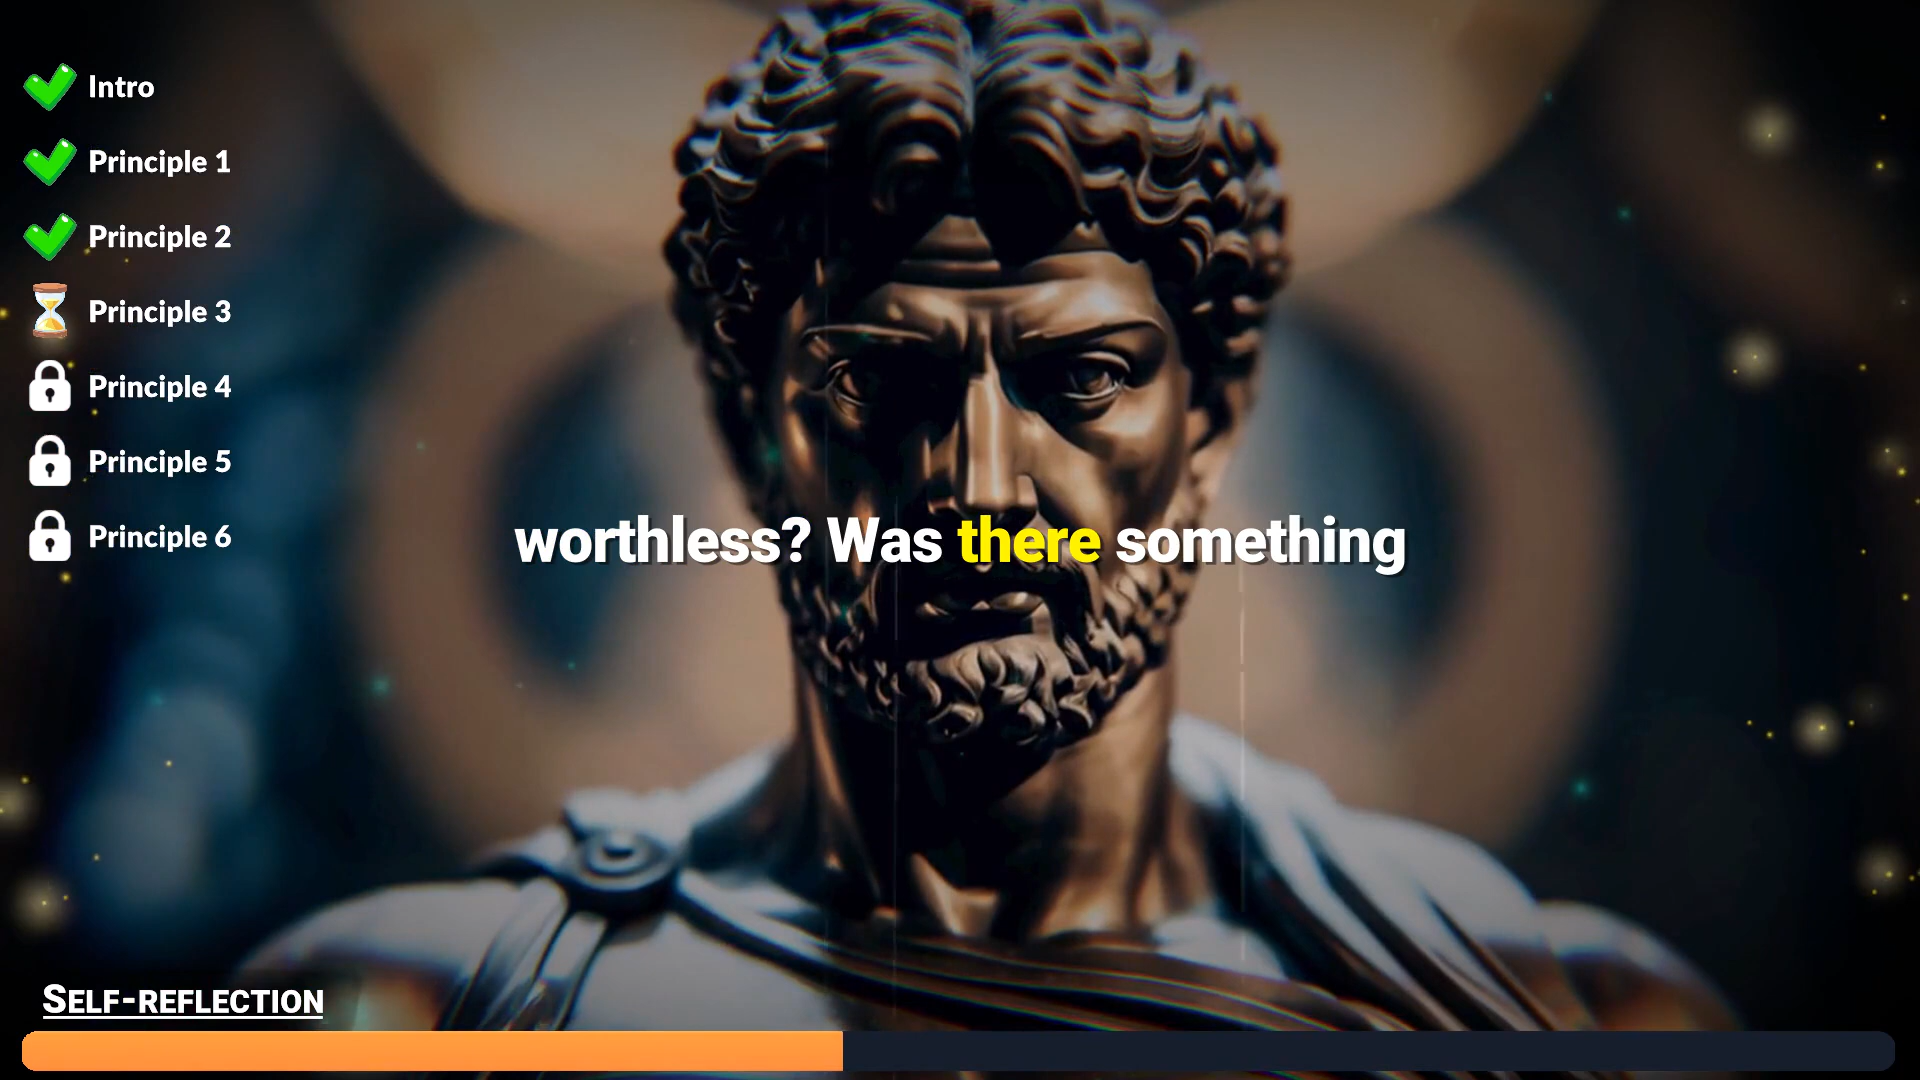 Intro
Principle 1
Principle 2
Principle 3
Principle 4
Principle 5
Principle 6
worthless? Was there something
SELF-REFLECTION